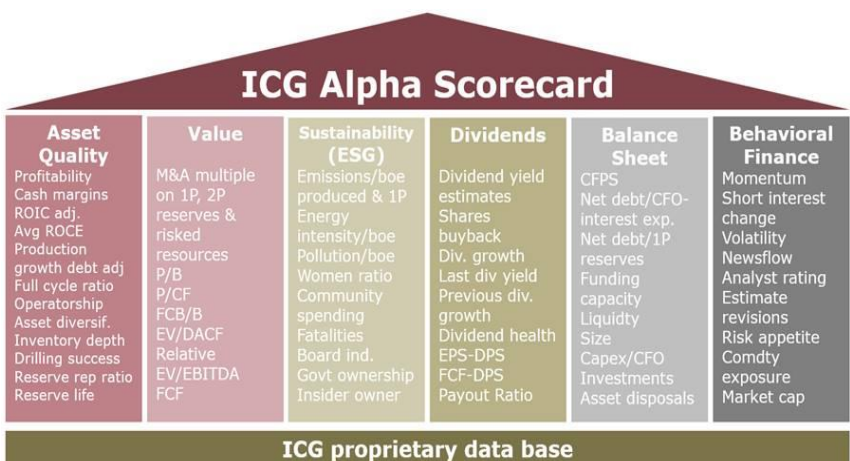 ICG Alpha Scorecard
Asset
Quality
Profitability
Cash margins
ROIC adj.
Avg ROCE
Production
growth debt adj
Full cycle ratio
Operatorship
Asset diversif.
Inventory depth
Drilling success
Reserve rep ratio
Reserve life
Value
M&A multiple
on 1P, 2P
reserves &
risked
resources
P/B
P/CF
FCB/B
EV/DACF
Relative
EV/EBITDA
FCF
Sustainability
(ESG)
Emissions/boe
produced & 1P
Energy
intensity/boe
Pollution/boe
Women ratio
Community
spending
Fatalities
Board ind.
Govt ownership
Insider owner
Dividends
Dividend yield
estimates
Shares
buyback
Div. growth
Last div yield
Previous div.
growth
Dividend health
EPS-DPS
FCF-DPS
Payout Ratio
Balance
Sheet
CFPS
Net debt/CFO-
interest exp.
Net debt/1P
reserves
Funding
capacity
Liquidty
Size
Capex/CFO
Investments
Asset disposals
Behavioral
Finance
Momentum
Short interest
change
Volatility
Newsflow
Analyst rating
Estimate
revisions
Risk appetite
Comdty
exposure
Market cap
ICG proprietary data base